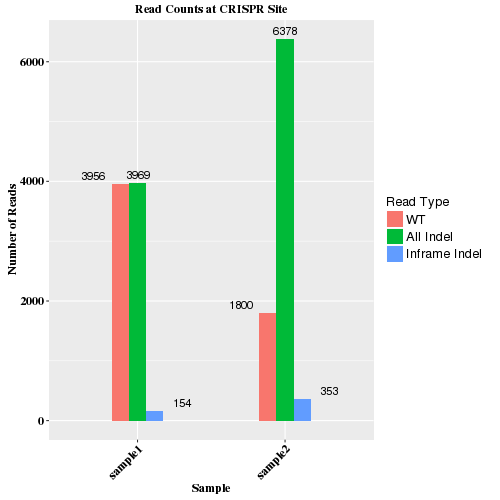 Read Counts at CRISPR Site
Number of Reads
6000
4000
2000
0
3956
3969
154
1800
6378
353
sample1
sample2
Sample
Read Type
WT
All Indel
Inframe Indel